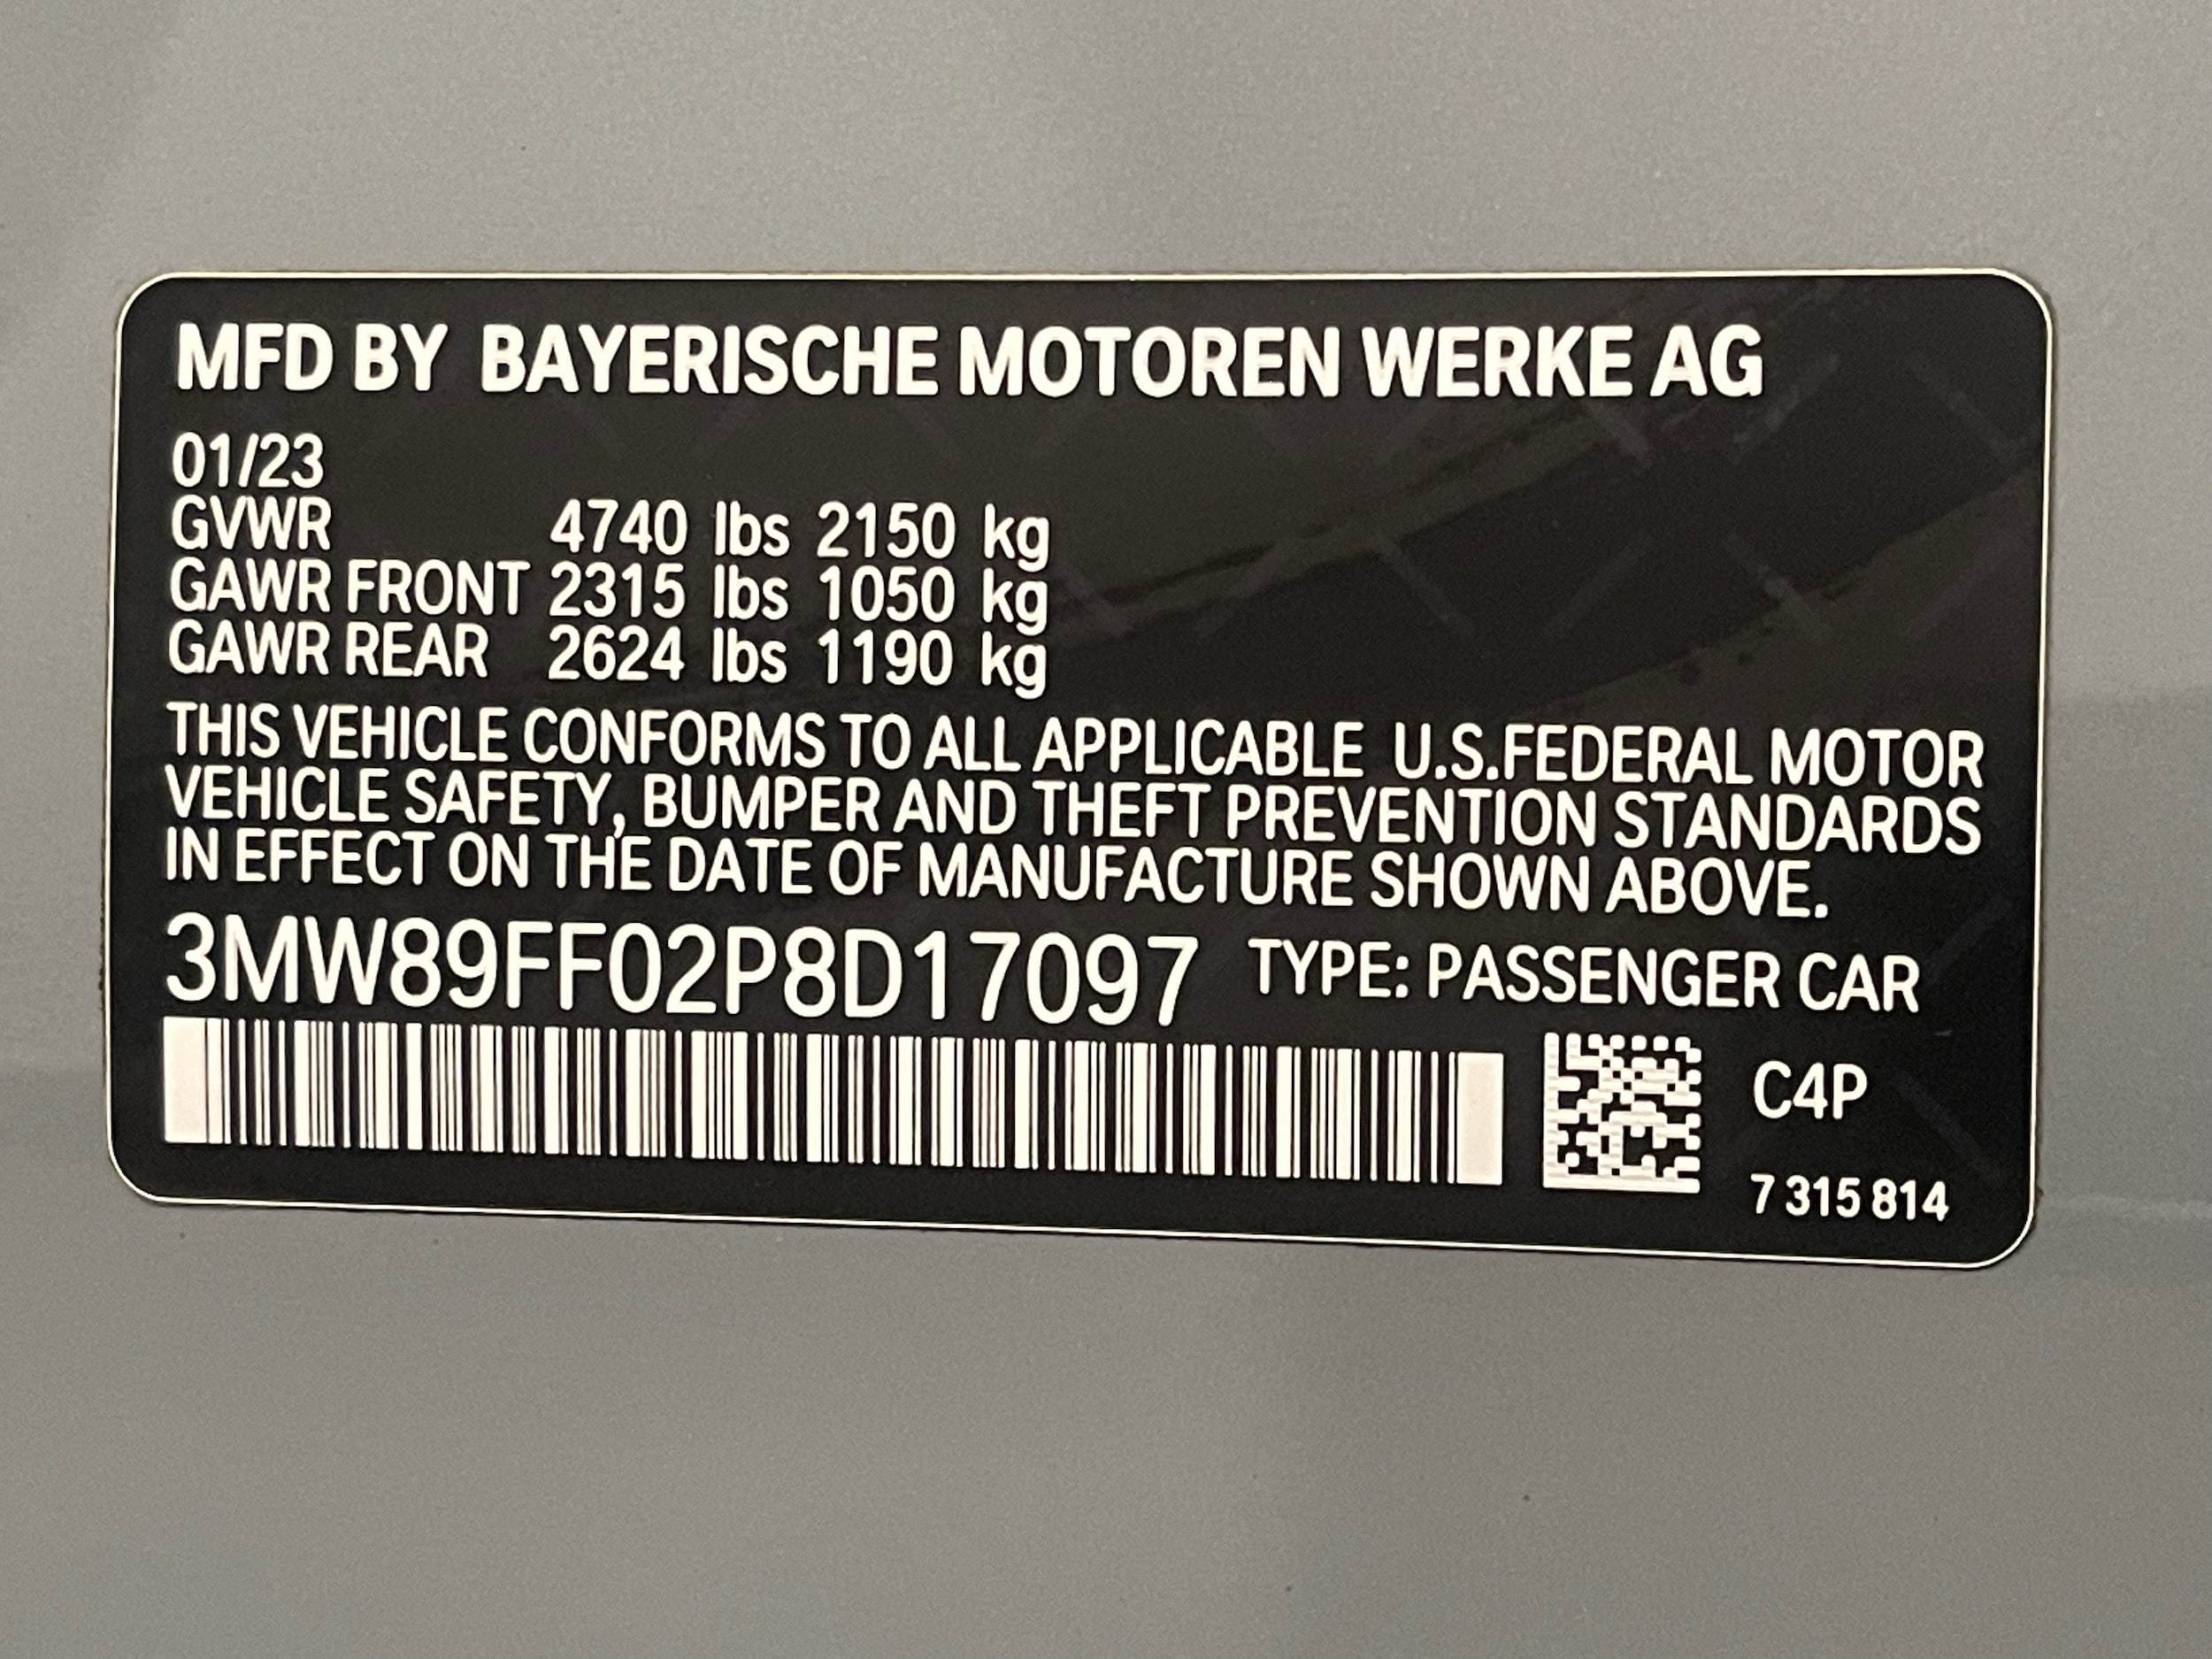 MFD BY BAYERISCHE MOTOREN WERKE AG
01/23
GVWR 4740 lbs 2150 kg
GAWR FRONT 2315 lbs 1050 kg
GAWR REAR 2624 lbs 1190 kg
THIS VEHICLE CONFORMS TO ALL APPLICABLE U.S.FEDERAL MOTOR
VEHICLE SAFETY, BUMPER AND THEFT PREVENTION STANDARDS
IN EFFECT ON THE DATE OF MANUFACTURE SHOWN ABOVE.
3MW89FF02P8D17097 TYPE: PASSENGER CAR
C4P
7 315 814